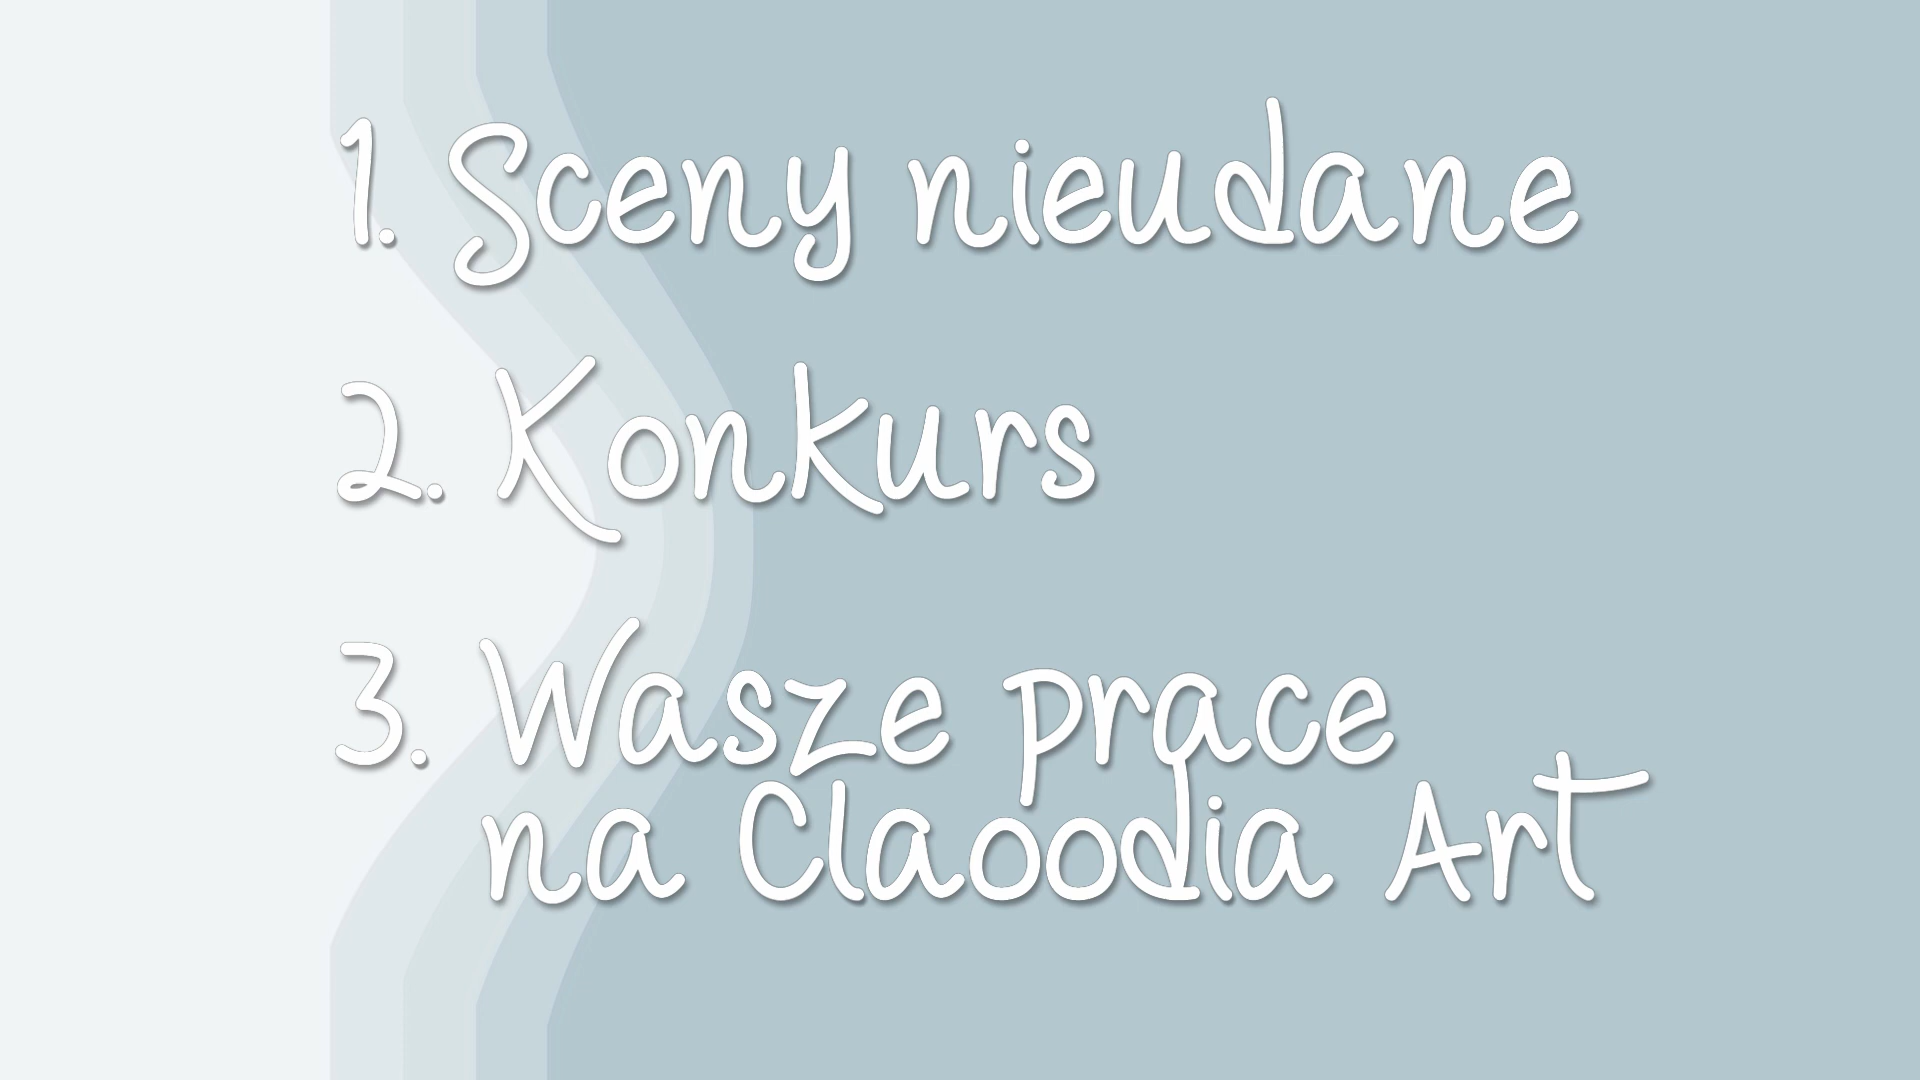 1. Sceny nieudane
2. Konkurs
3. Wasze prace
na Claoodia Art